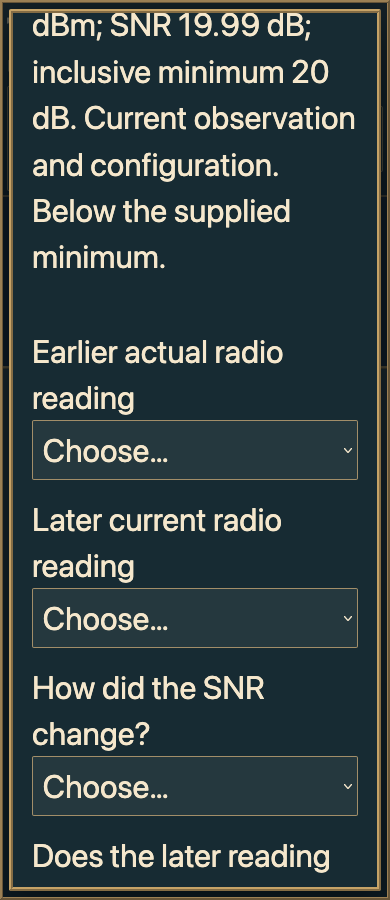 dBm; SNR 19.99 dB;
inclusive minimum 20
dB. Current observation
and configuration.
Below the supplied
minimum.
Earlier actual radio
reading
Choose...
Later current radio
reading
Choose...
How did the SNR
change?
Choose...
Does the later reading